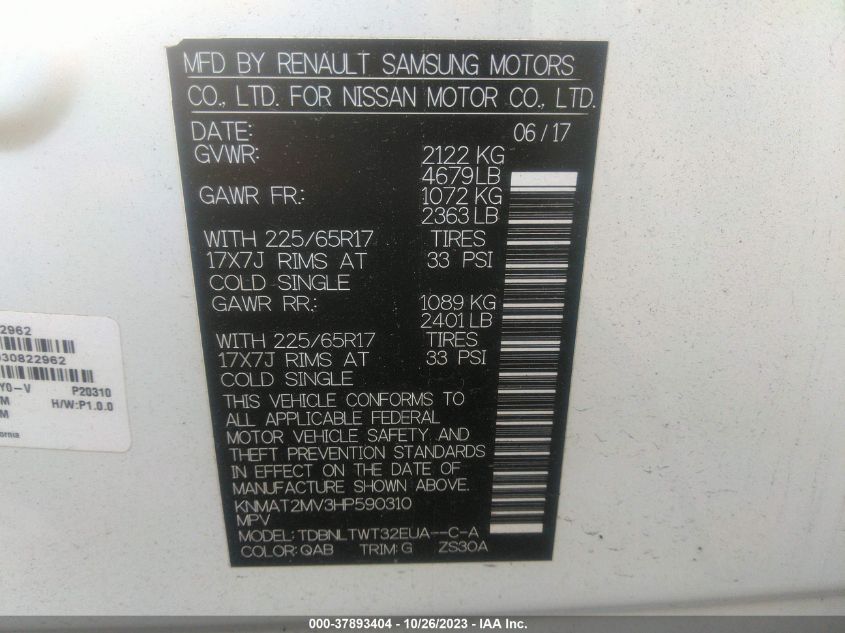 MFD BY RENAULT SAMSUNG MOTORS
CO., LTD. FOR NISSAN MOTOR CO., LTD.
DATE: 06/17
GVWR: 2122 KG
4679 LB
GAWR FR.: 1072 KG
2363 LB
WITH 225/65R17 TIRES
17X7J RIMS AT 33 PSI
COLD SINGLE
GAWR RR.: 1089 KG
2401 LB
WITH 225/65R17 TIRES
17X7J RIMS AT 33 PSI
COLD SINGLE
THIS VEHICLE CONFORMS TO
ALL APPLICABLE FEDERAL
MOTOR VEHICLE SAFETY AND
THEFT PREVENTION STANDARDS
IN EFFECT ON THE DATE OF
MANUFACTURE SHOWN ABOVE.
KNMAT2MV3HP590310
MPV
MODEL: TDBNLTWT32EUA--C-A
COLOR: QAB TRIM: G ZS30A
2962
030822962
Y0-V P20310
M H/W:P1.0.0
M
fornia
000-37893404 - 10/26/2023 - IAA Inc.